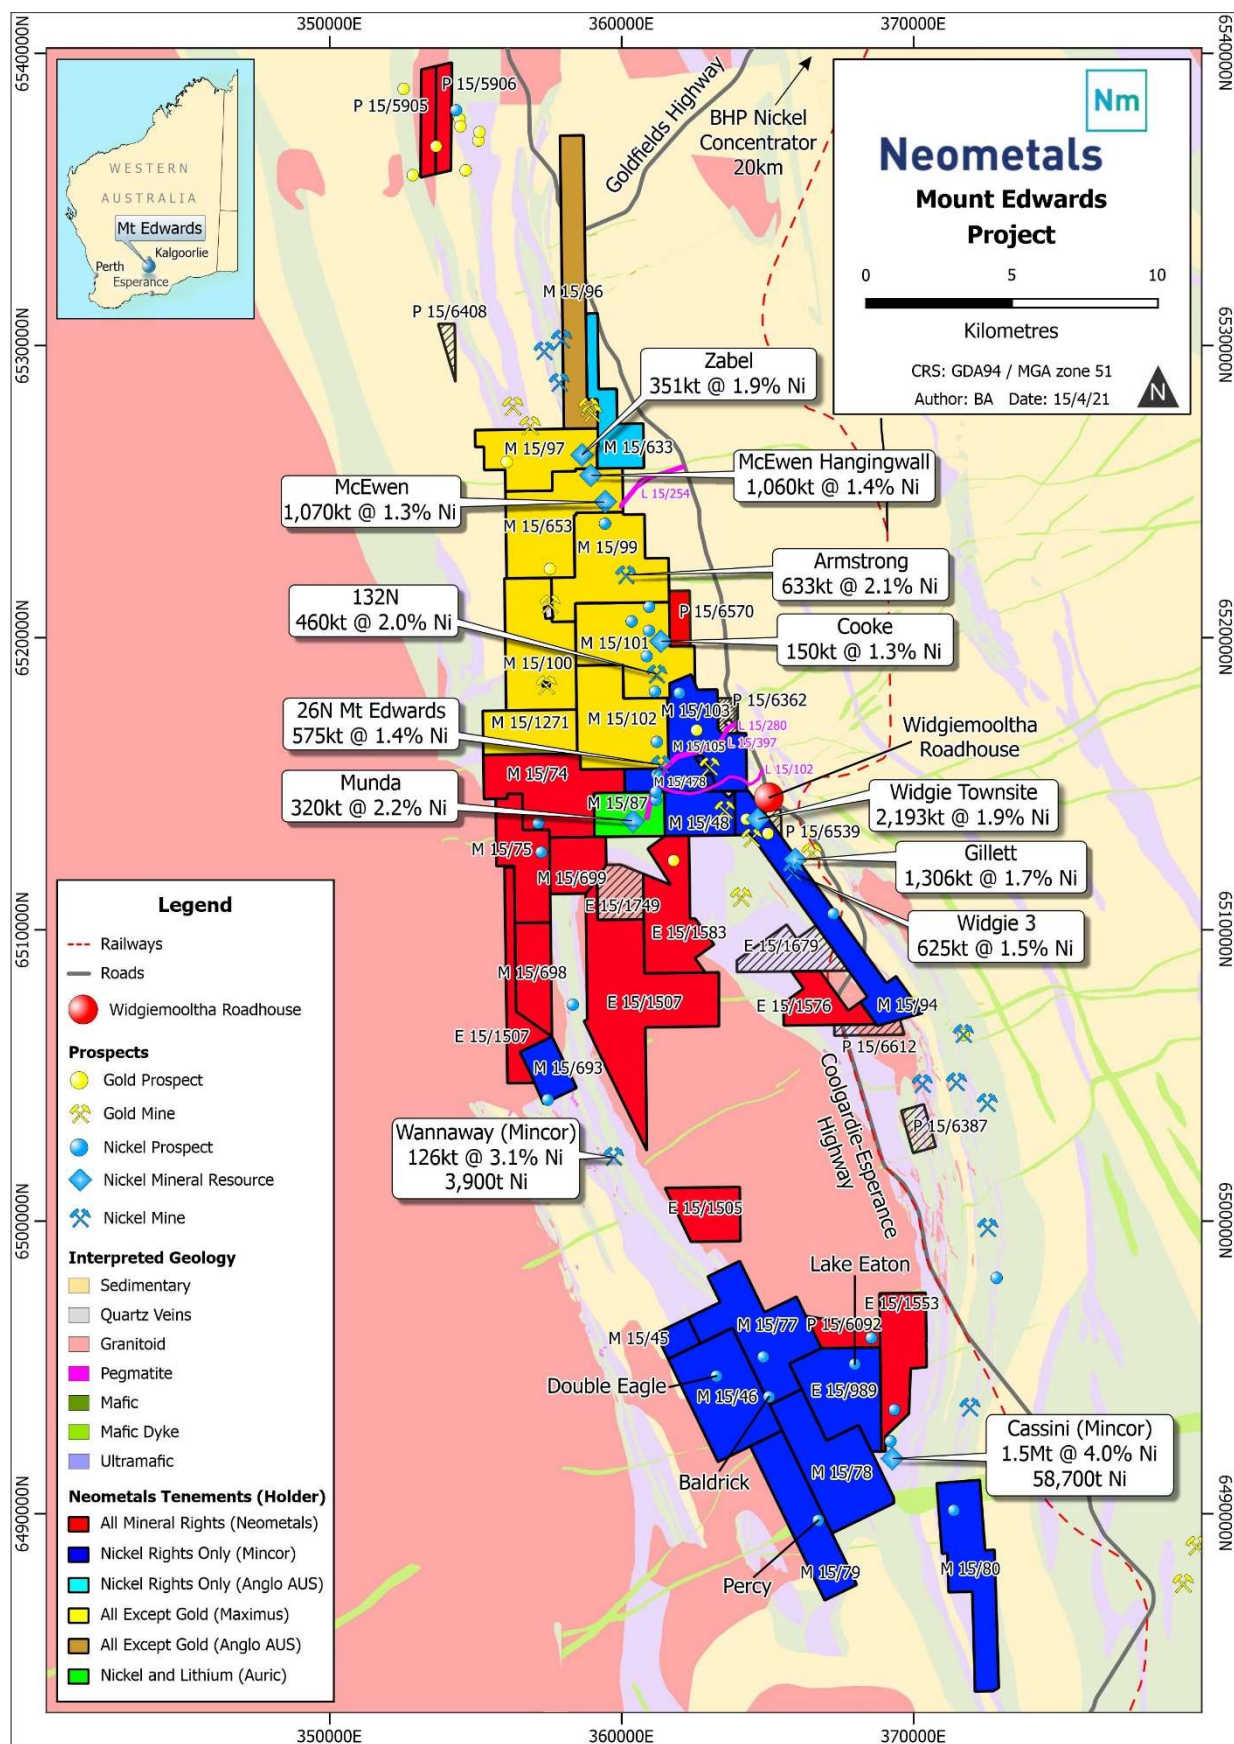 350000E
360000E
370000E
6540000N
6530000N
6520000N
6510000N
6500000N
6490000N
6540000N
6530000N
6520000N
6510000N
6500000N
6490000N
WESTERN
AUSTRALIA
Mt Edwards
Kalgoorlie
Perth
Esperance
Nm
Neometals
Mount Edwards
Project
0 5 10
Kilometres
CRS: GDA94 / MGA zone 51
Author: BA Date: 15/4/21
N
P 15/5906
P 15/5905
Goldfields Highway
BHP Nickel
Concentrator
20km
M 15/96
P 15/6408
Zabel
351kt @ 1.9% Ni
M 15/97
M 15/633
McEwen Hangingwall
1,060kt @ 1.4% Ni
McEwen
1,070kt @ 1.3% Ni
L 15/254
M 15/653
M 15/99
Armstrong
633kt @ 2.1% Ni
132N
460kt @ 2.0% Ni
P 15/6570
Cooke
150kt @ 1.3% Ni
M 15/101
M 15/100
26N Mt Edwards
575kt @ 1.4% Ni
M 15/1271
M 15/102
M 15/103
P 15/6362
L 15/280
L 15/397
M 15/105
Widgiemooltha
Roadhouse
L 15/102
M 15/74
M 15/478
Munda
320kt @ 2.2% Ni
M 15/87
M 15/48
Widgie Townsite
2,193kt @ 1.9% Ni
P 15/6539
M 15/75
Gillett
1,306kt @ 1.7% Ni
M 15/699
E 15/1749
E 15/1583
Widgie 3
625kt @ 1.5% Ni
E 15/1679
M 15/698
E 15/1507
E 15/1576
M 15/94
E 15/1507
P 15/6612
M 15/693
Coolgardie-Esperance
Highway
P 15/6387
Wannaway (Mincor)
126kt @ 3.1% Ni
3,900t Ni
E 15/1505
Lake Eaton
E 15/1553
M 15/45
M 15/77
P 15/6092
Double Eagle
M 15/46
E 15/989
Baldrick
M 15/78
Cassini (Mincor)
1.5Mt @ 4.0% Ni
58,700t Ni
Percy
M 15/79
M 15/80
Legend
Railways
Roads
Widgiemooltha Roadhouse
Prospects
Gold Prospect
Gold Mine
Nickel Prospect
Nickel Mineral Resource
Nickel Mine
Interpreted Geology
Sedimentary
Quartz Veins
Granitoid
Pegmatite
Mafic
Mafic Dyke
Ultramafic
Neometals Tenements (Holder)
All Mineral Rights (Neometals)
Nickel Rights Only (Mincor)
Nickel Rights Only (Anglo AUS)
All Except Gold (Maximus)
All Except Gold (Anglo AUS)
Nickel and Lithium (Auric)
350000E
360000E
370000E